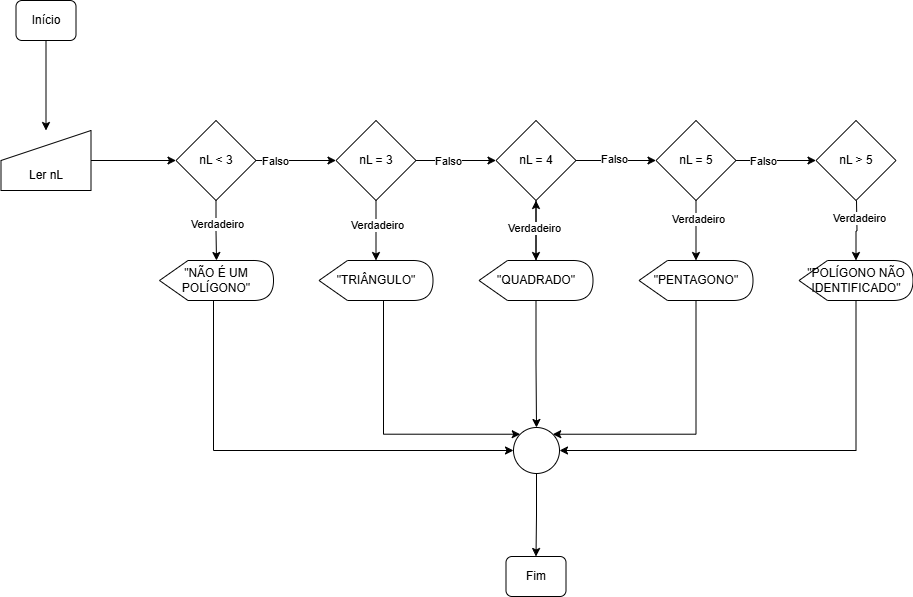 Início
Ler nL
nL < 3
Falso
nL = 3
Falso
nL = 4
Falso
nL = 5
Falso
nL > 5
Verdadeiro
Verdadeiro
Verdadeiro
Verdadeiro
Verdadeiro
"NÃO É UM
POLÍGONO"
"TRIÂNGULO"
"QUADRADO"
"PENTAGONO"
"POLÍGONO NÃO
IDENTIFICADO"
Fim